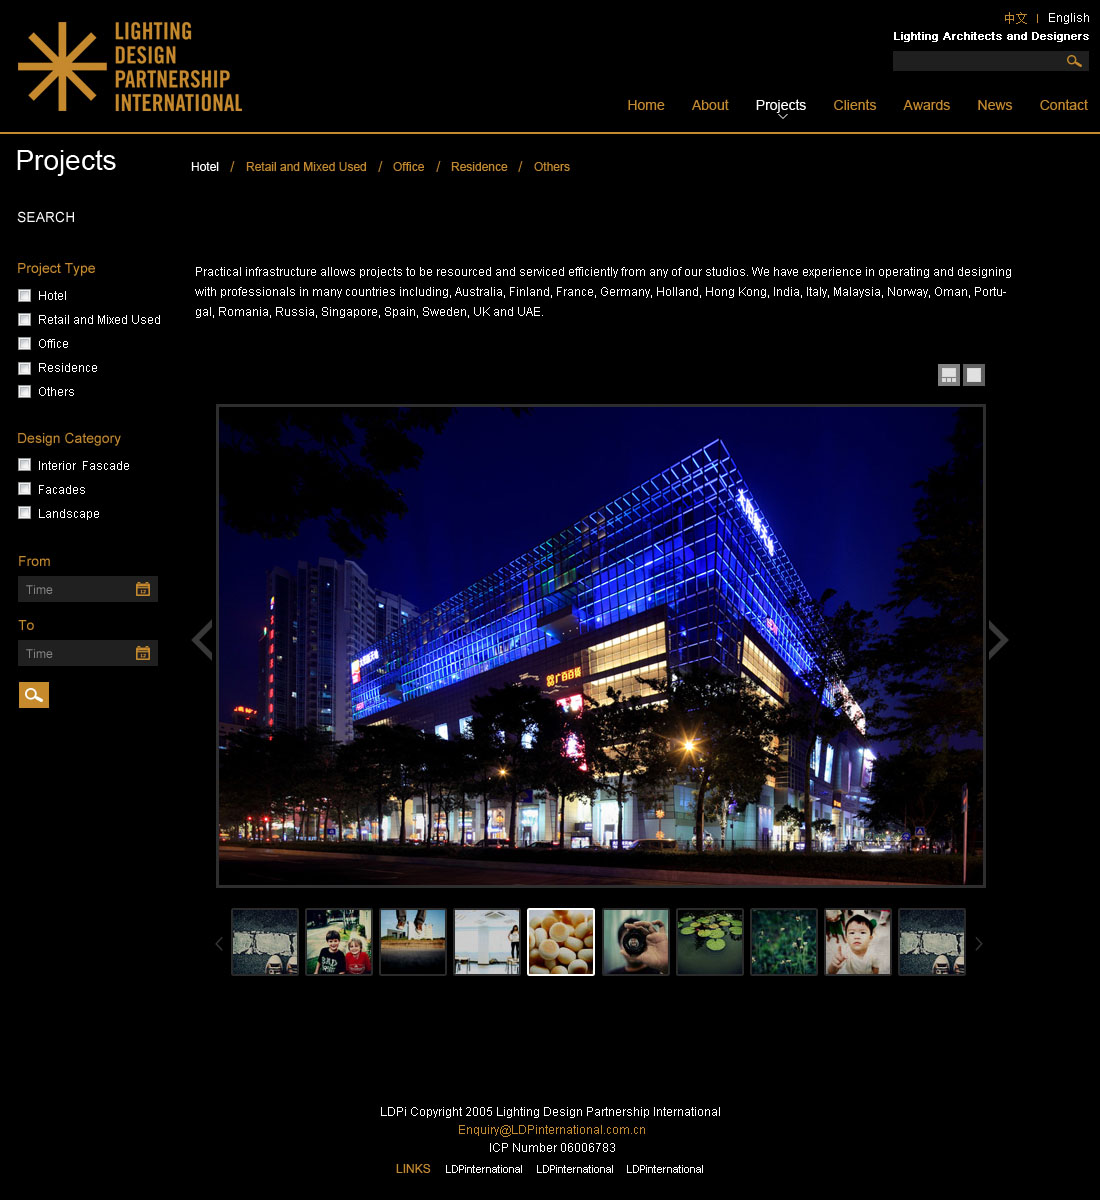 LIGHTING
DESIGN
PARTNERSHIP
INTERNATIONAL
中文 | English
Lighting Architects and Designers
Home About Projects Clients Awards News Contact
Projects
Hotel / Retail and Mixed Used / Office / Residence / Others
SEARCH
Project Type
Hotel
Retail and Mixed Used
Office
Residence
Others
Design Category
Interior Fascade
Facades
Landscape
From
Time
To
Time
Practical infrastructure allows projects to be resourced and serviced efficiently from any of our studios. We have experience in operating and designing
with professionals in many countries including, Australia, Finland, France, Germany, Holland, Hong Kong, India, Italy, Malaysia, Norway, Oman, Portu-
gal, Romania, Russia, Singapore, Spain, Sweden, UK and UAE.
广百百货
LDPi Copyright 2005 Lighting Design Partnership International
Enquiry@LDPinternational.com.cn
ICP Number 06006783
LINKS LDPinternational LDPinternational LDPinternational